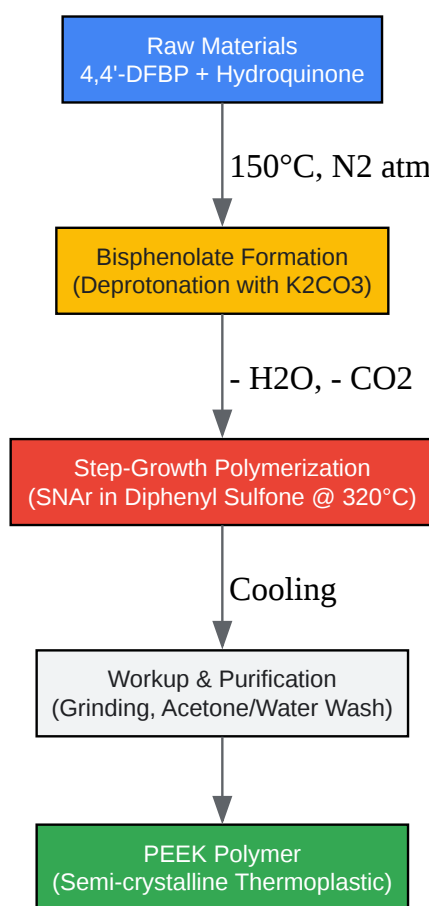 Raw Materials
4,4'-DFBP + Hydroquinone
150°C, N2 atm
Bisphenolate Formation
(Deprotonation with K2CO3)
- H2O, - CO2
Step-Growth Polymerization
(SNAr in Diphenyl Sulfone @ 320°C)
Cooling
Workup & Purification
(Grinding, Acetone/Water Wash)
PEEK Polymer
(Semi-crystalline Thermoplastic)